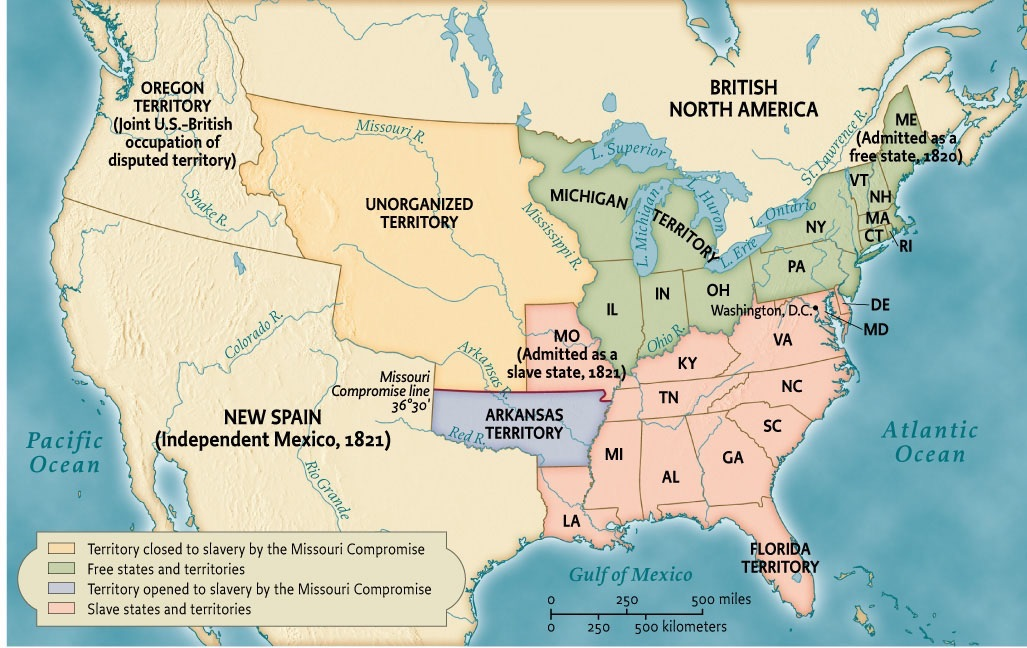 OREGON
TERRITORY
(Joint U.S.–British
occupation of
disputed territory)
BRITISH
NORTH AMERICA
ME
(Admitted as a
free state, 1820)
St. Lawrence R.
Missouri R.
L. Superior
MICHIGAN
TERRITORY
L. Michigan
L. Huron
L. Ontario
L. Erie
VT
NH
MA
CT
RI
NY
PA
Snake R.
UNORGANIZED
TERRITORY
Mississippi R.
IL
IN
OH
Washington, D.C.
DE
MD
Ohio R.
VA
KY
MO
(Admitted as a
slave state, 1821)
Colorado R.
Arkansas R.
Missouri
Compromise line
36°30'
NEW SPAIN
(Independent Mexico, 1821)
ARKANSAS
TERRITORY
Red R.
TN
NC
SC
MI
AL
GA
LA
FLORIDA
TERRITORY
Rio Grande
Pacific
Ocean
Atlantic
Ocean
Gulf of Mexico
Territory closed to slavery by the Missouri Compromise
Free states and territories
Territory opened to slavery by the Missouri Compromise
Slave states and territories
0 250 500 miles
0 250 500 kilometers